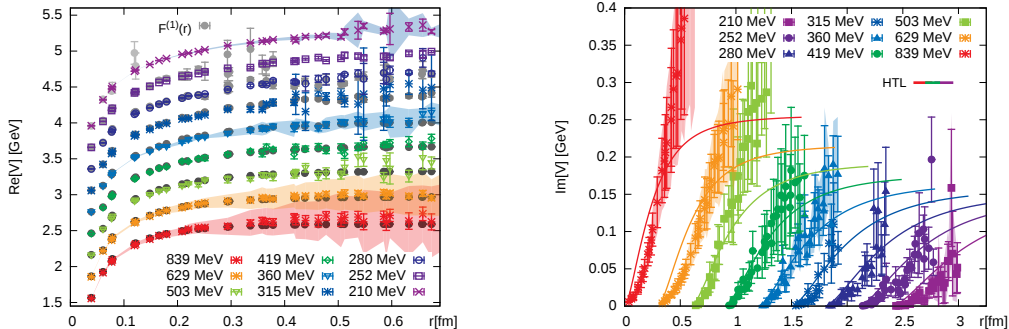 F(1)(r)
Re[V] [GeV]
5.5
5
4.5
4
3.5
3
2.5
2
1.5
839 MeV 419 MeV 280 MeV
629 MeV 360 MeV 252 MeV
503 MeV 315 MeV 210 MeV
0 0.1 0.2 0.3 0.4 0.5 0.6 r[fm]
Im[V] [GeV]
0.4
0.35
0.3
0.25
0.2
0.15
0.1
0.05
0
210 MeV 315 MeV 503 MeV
252 MeV 360 MeV 629 MeV
280 MeV 419 MeV 839 MeV
HTL
0 0.5 1 1.5 2 2.5 r[fm]